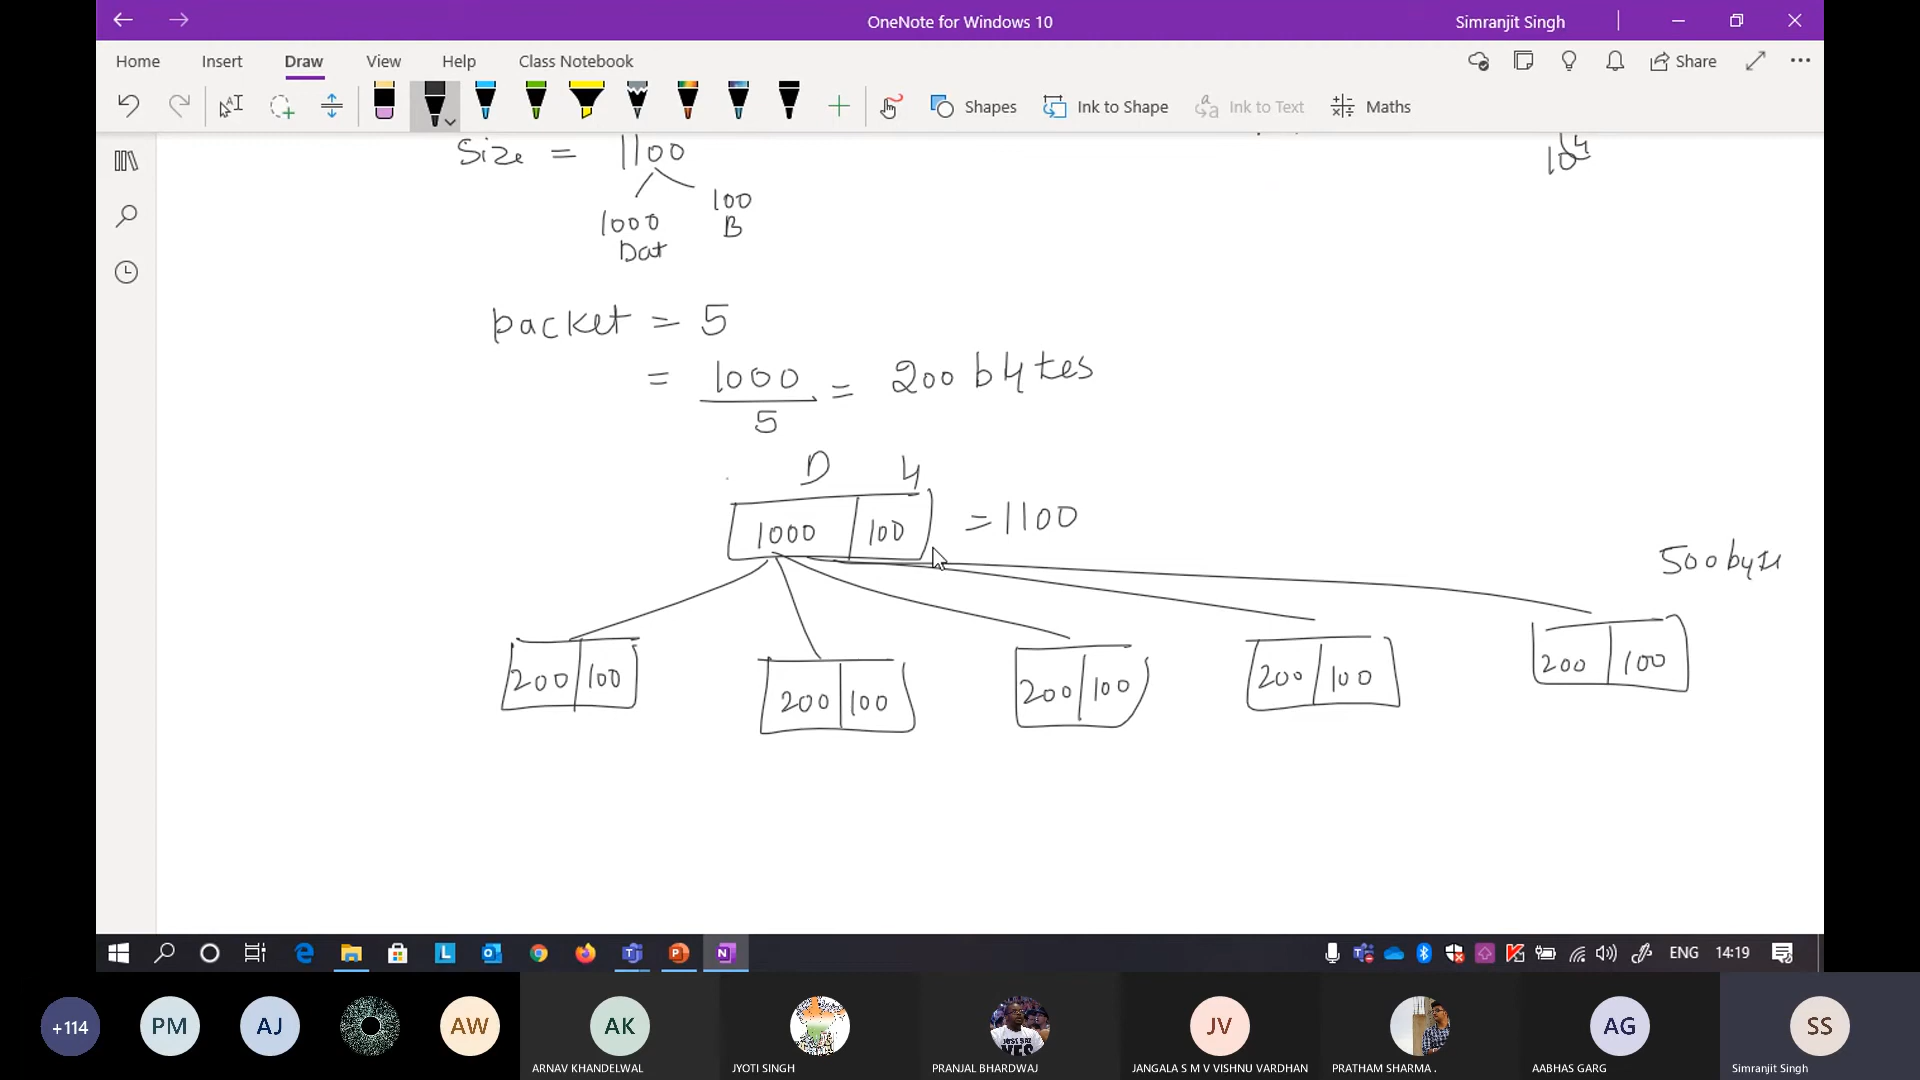 OneNote for Windows 10
Simranjit Singh
Home Insert Draw View Help Class Notebook
Share
Shapes Ink to Shape Ink to Text Maths
Size = 1100
1000 100
Dat B
10
packet = 5
= 1000 / 5 = 200 bytes
D H
1000 100 = 1100
500 byte
200 100
200 100
200 100
200 100
200 100
ENG 14:19
+114 PM AJ AW AK JV AG SS
ARNAV KHANDELWAL
JYOTI SINGH
PRANJAL BHARDWAJ
JANGALA S M V VISHNU VARDHAN
PRATHAM SHARMA .
AABHAS GARG
Simranjit Singh